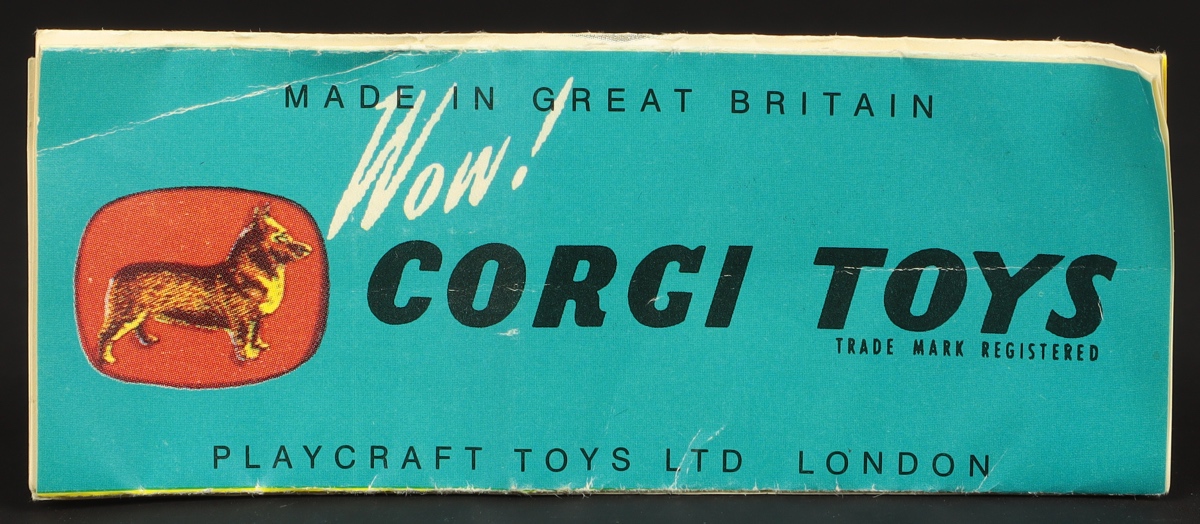 MADE IN GREAT BRITAIN
Wow!
CORGI TOYS
TRADE MARK REGISTERED
PLAYCRAFT TOYS LTD LONDON